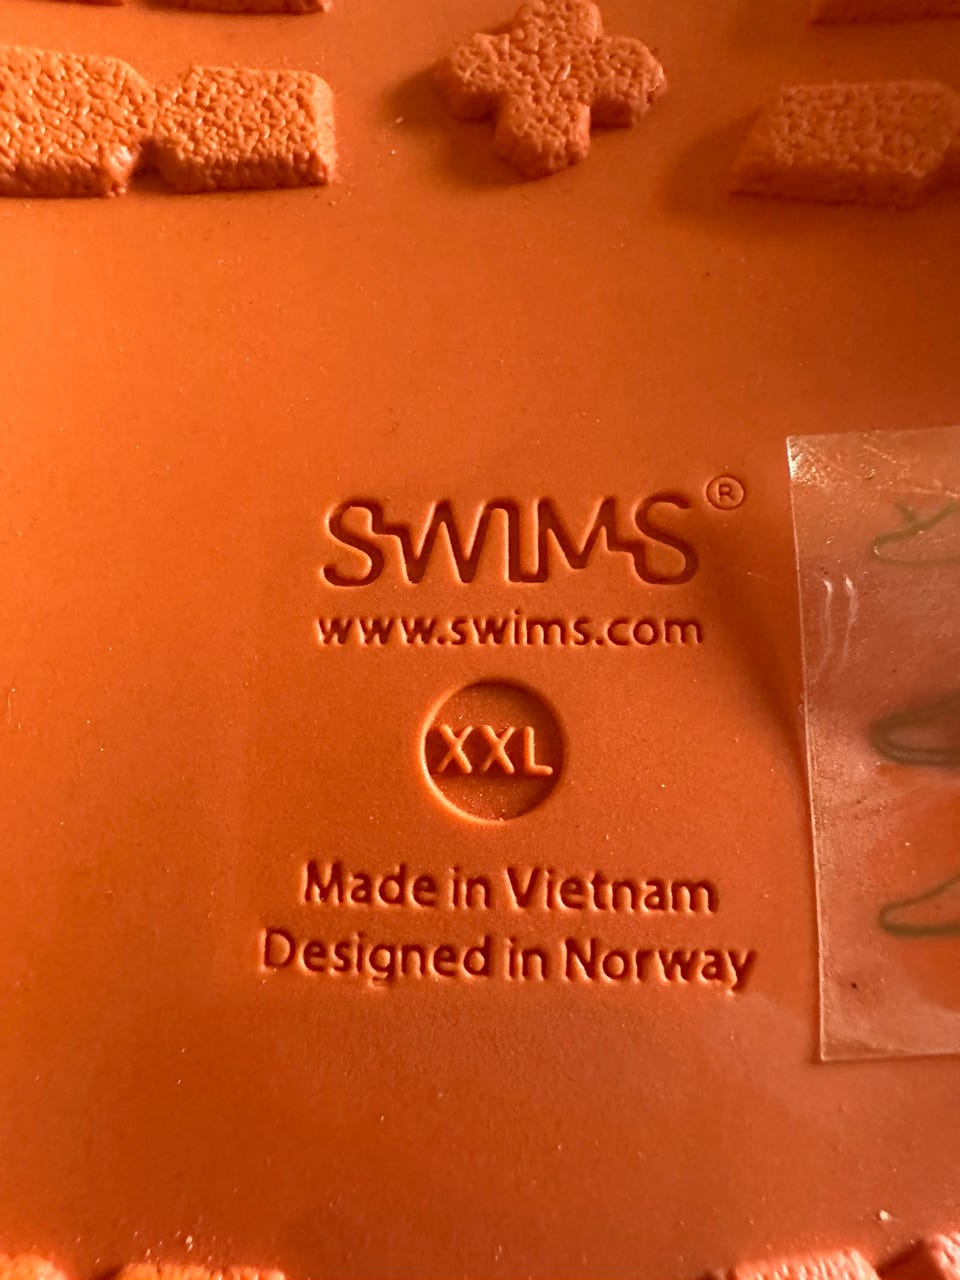 SWIMS®
www.swims.com
XXL
Made in Vietnam
Designed in Norway